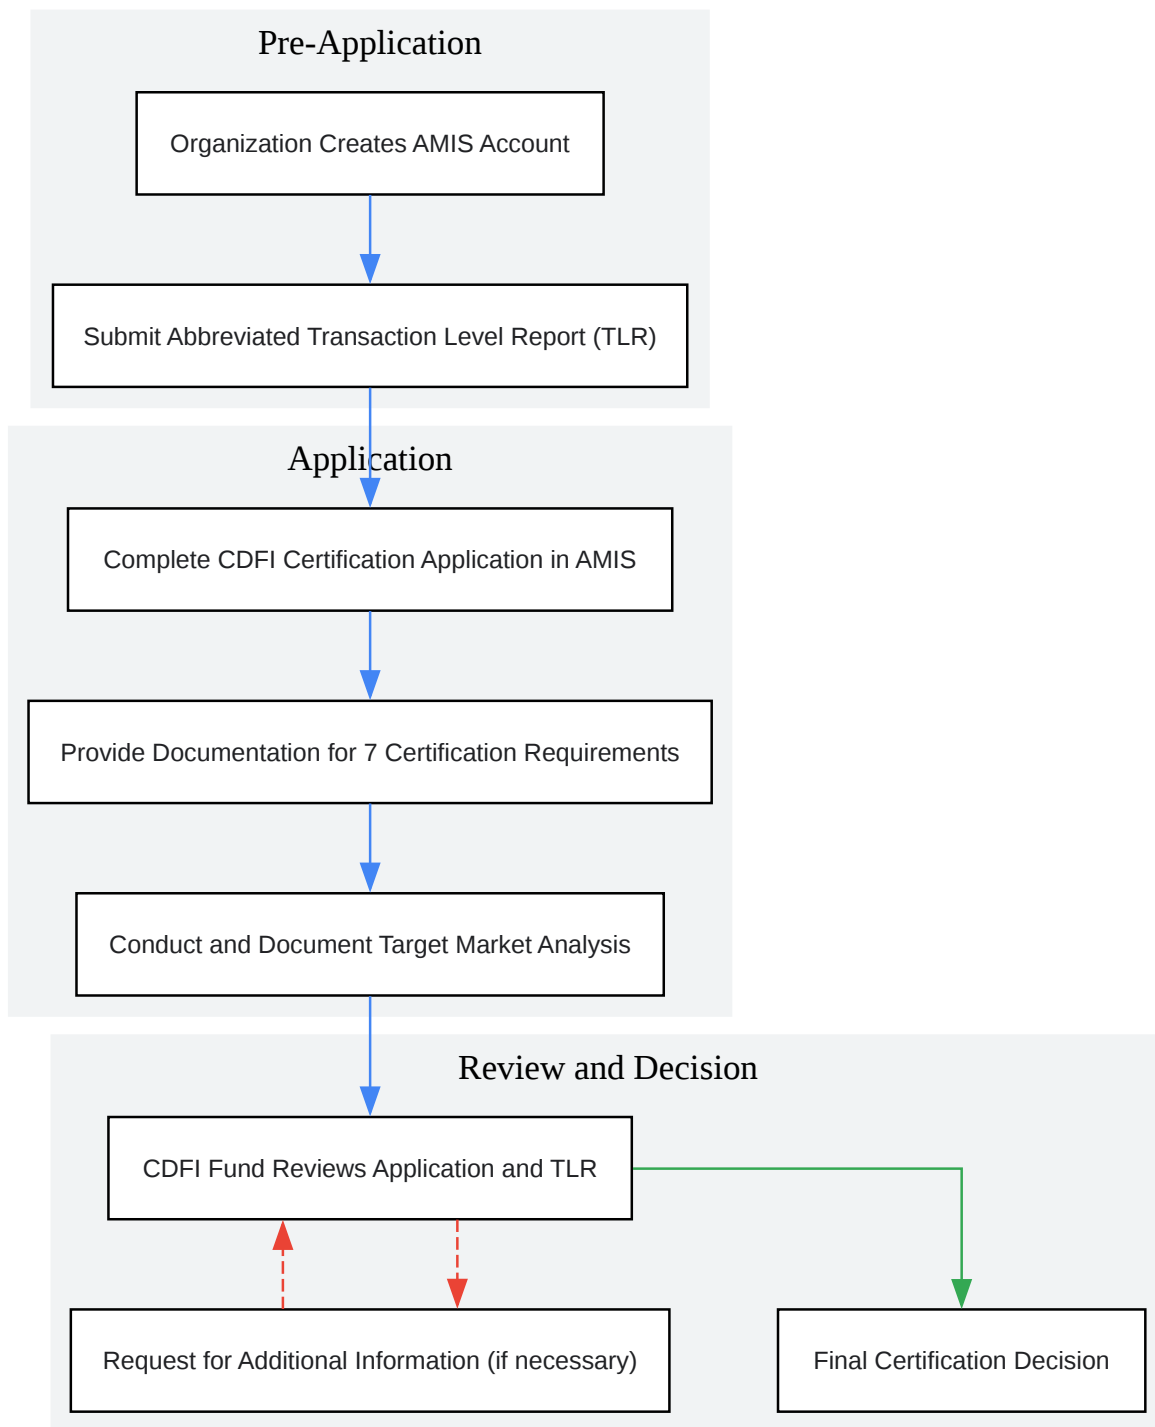 Pre-Application
Organization Creates AMIS Account
Submit Abbreviated Transaction Level Report (TLR)
Application
Complete CDFI Certification Application in AMIS
Provide Documentation for 7 Certification Requirements
Conduct and Document Target Market Analysis
Review and Decision
CDFI Fund Reviews Application and TLR
Request for Additional Information (if necessary)
Final Certification Decision